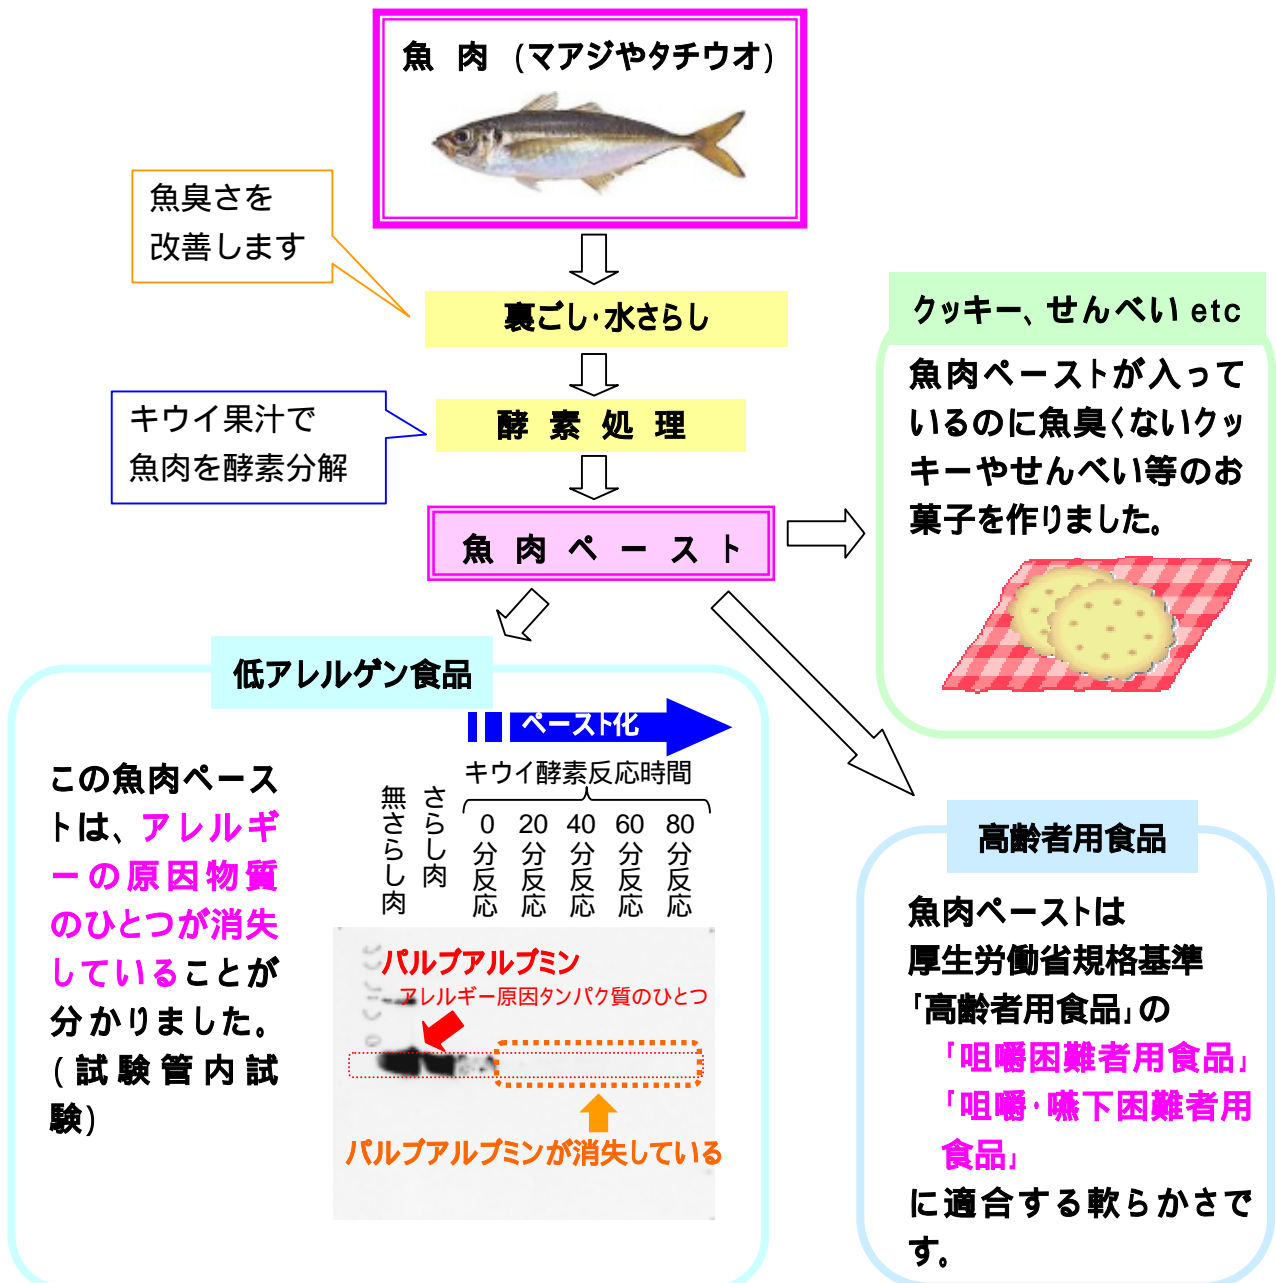 魚 肉 (マアジやタチウオ)
魚臭さを
改善します
裏ごし・水さらし
キウイ果汁で
魚肉を酵素分解
酵 素 処 理
魚 肉 ペ ー ス ト
クッキー、せんべい etc
魚肉ペーストが入って
いるのに魚臭くないクッ
キーやせんべい等のお
菓子を作りました。
低アレルゲン食品
この魚肉ペース
トは、アレルギ
ーの原因物質
のひとつが消失
していることが
分かりました。
(試験管内試
験)
ペースト化
キウイ酵素反応時間
無さらし肉
さらし肉
0分反応
20分反応
40分反応
60分反応
80分反応
パルブアルブミン
アレルギー原因タンパク質のひとつ
パルブアルブミンが消失している
高齢者用食品
魚肉ペーストは
厚生労働省規格基準
「高齢者用食品」の
「咀嚼困難者用食品」
「咀嚼・嚥下困難者用
食品」
に適合する軟らかさで
す。